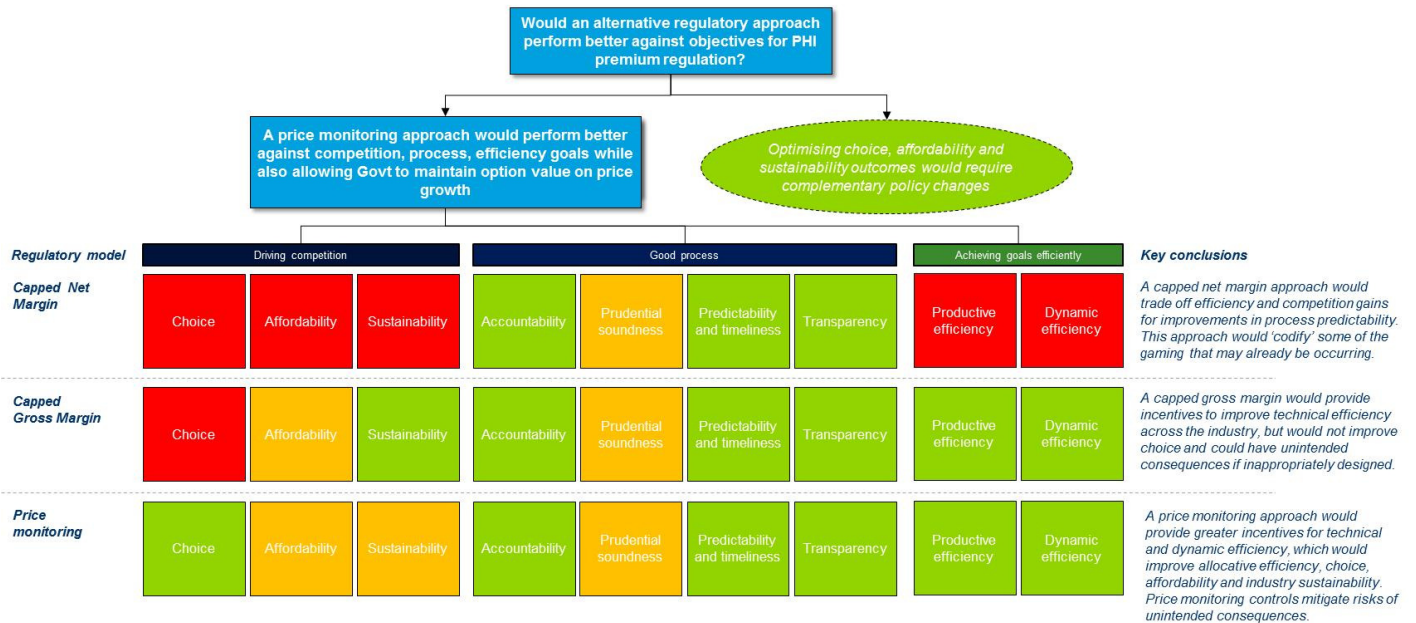 Would an alternative regulatory approach
perform better against objectives for PHI
premium regulation?
A price monitoring approach would perform better
against competition, process, efficiency goals while
also allowing Govt to maintain option value on price
growth
Optimising choice, affordability and
sustainability outcomes would require
complementary policy changes
Regulatory model
Driving competition
Good process
Achieving goals efficiently
Key conclusions
Capped Net
Margin
Choice
Affordability
Sustainability
Accountability
Prudential
soundness
Predictability
and timeliness
Transparency
Productive
efficiency
Dynamic
efficiency
A capped net margin approach would
trade off efficiency and competition gains
for improvements in process predictability.
This approach would ‘codify’ some of the
gaming that may already be occurring.
Capped
Gross Margin
Choice
Affordability
Sustainability
Accountability
Prudential
soundness
Predictability
and timeliness
Transparency
Productive
efficiency
Dynamic
efficiency
A capped gross margin would provide
incentives to improve technical efficiency
across the industry, but would not improve
choice and could have unintended
consequences if inappropriately designed.
Price
monitoring
Choice
Affordability
Sustainability
Accountability
Prudential
soundness
Predictability
and timeliness
Transparency
Productive
efficiency
Dynamic
efficiency
A price monitoring approach would
provide greater incentives for technical
and dynamic efficiency, which would
improve allocative efficiency, choice,
affordability and industry sustainability.
Price monitoring controls mitigate risks of
unintended consequences.